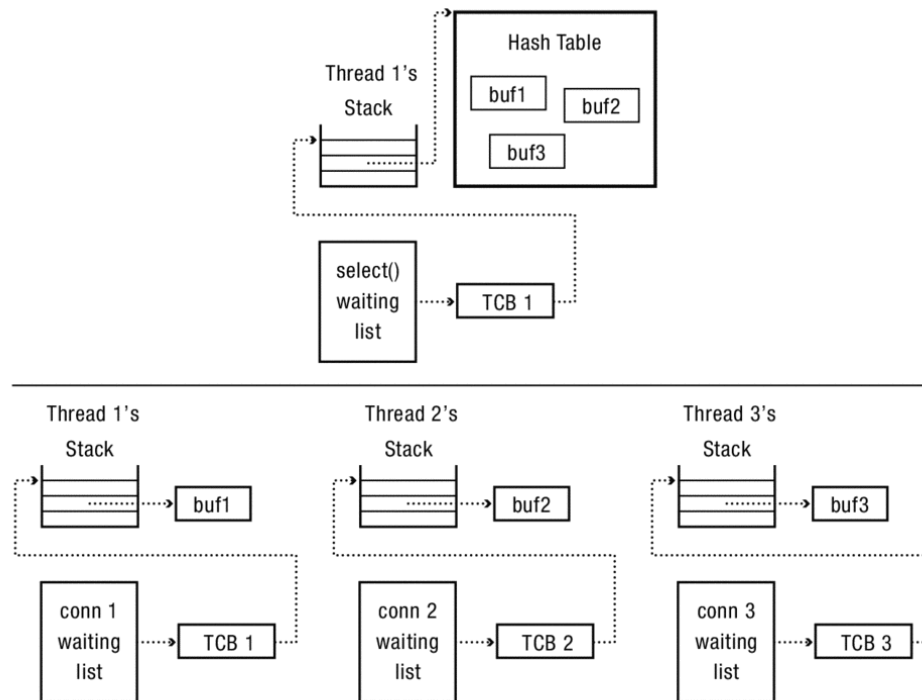 Hash Table
Thread 1's
Stack
buf1
buf2
buf3
select()
waiting
list
TCB 1
Thread 1's
Stack
buf1
conn 1
waiting
list
TCB 1
Thread 2's
Stack
buf2
conn 2
waiting
list
TCB 2
Thread 3's
Stack
buf3
conn 3
waiting
list
TCB 3